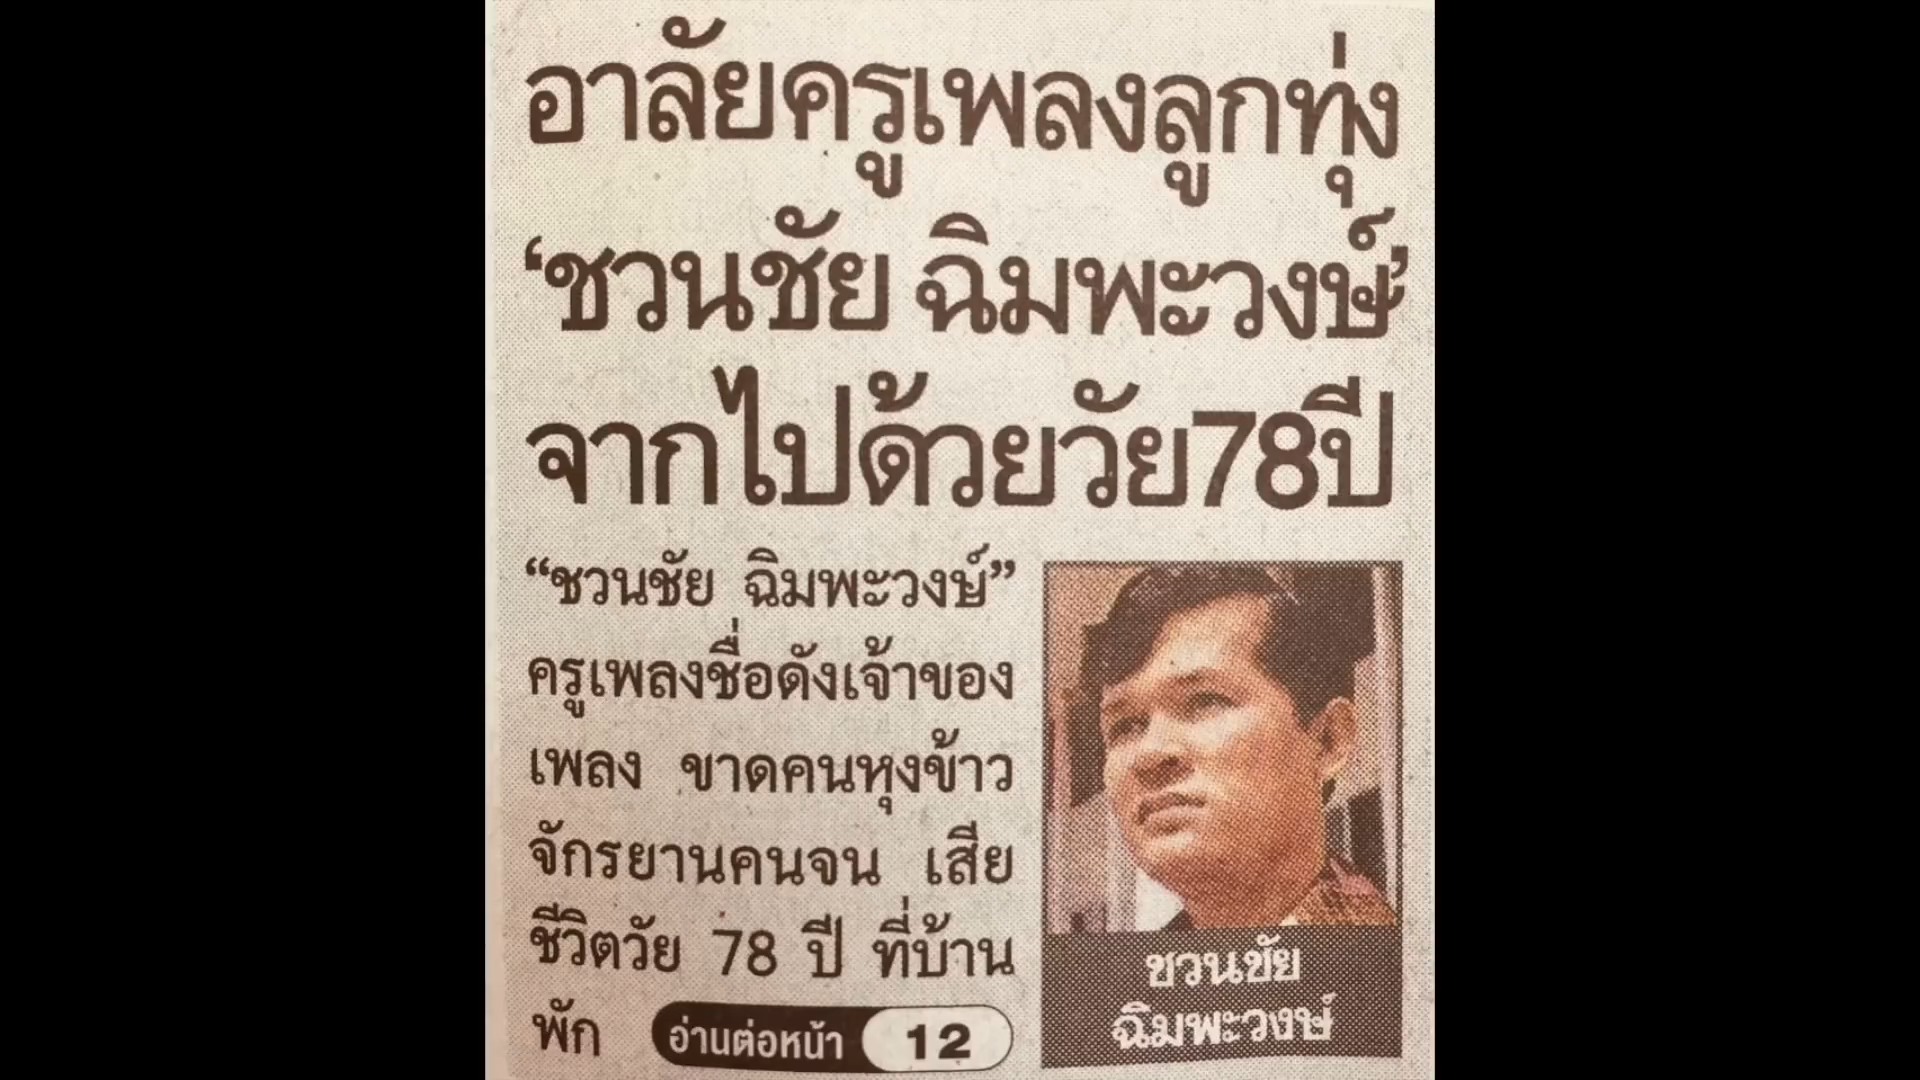 อาลัยครูเพลงลูกทุ่ง
‘ชวนชัย ฉิมพะวงษ์’
จากไปด้วยวัย78ปี
“ชวนชัย ฉิมพะวงษ์”
ครูเพลงชื่อดังเจ้าของ
เพลง ขาดคนหุงข้าว
จักรยานคนจน เสีย
ชีวิตวัย 78 ปี ที่บ้าน
พัก อ่านต่อหน้า 12
ชวนชัย
ฉิมพะวงษ์